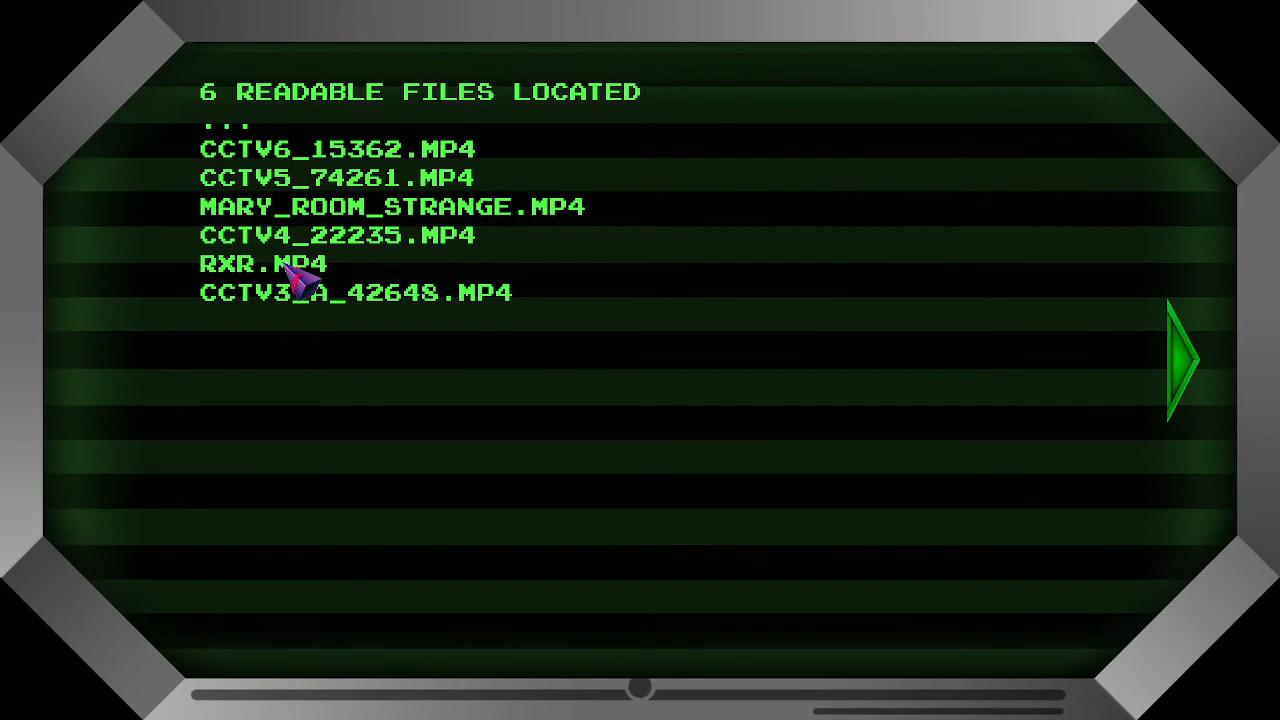 6 READABLE FILES LOCATED
...
CCTV6_15362.MP4
CCTV5_74261.MP4
MARY_ROOM_STRANGE.MP4
CCTV4_22235.MP4
RXR.MP4
CCTV3_A_42648.MP4